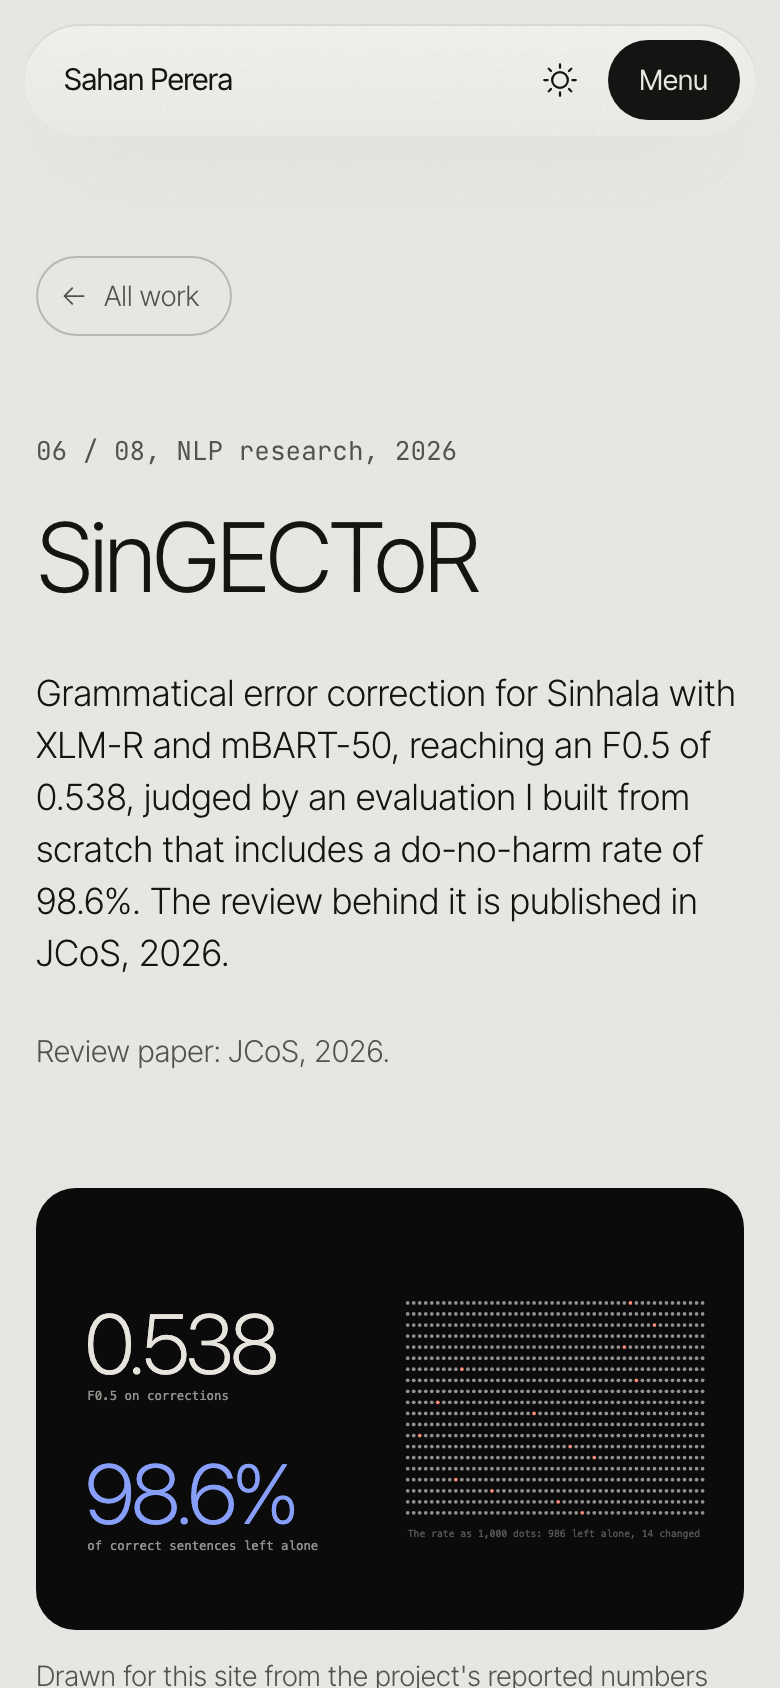 Sahan Perera
Menu
← All work
06 / 08, NLP research, 2026
SinGECToR
Grammatical error correction for Sinhala with
XLM-R and mBART-50, reaching an F0.5 of
0.538, judged by an evaluation I built from
scratch that includes a do-no-harm rate of
98.6%. The review behind it is published in
JCoS, 2026.
Review paper: JCoS, 2026.
0.538
F0.5 on corrections
98.6%
of correct sentences left alone
The rate as 1,000 dots: 986 left alone, 14 changed
Drawn for this site from the project's reported numbers